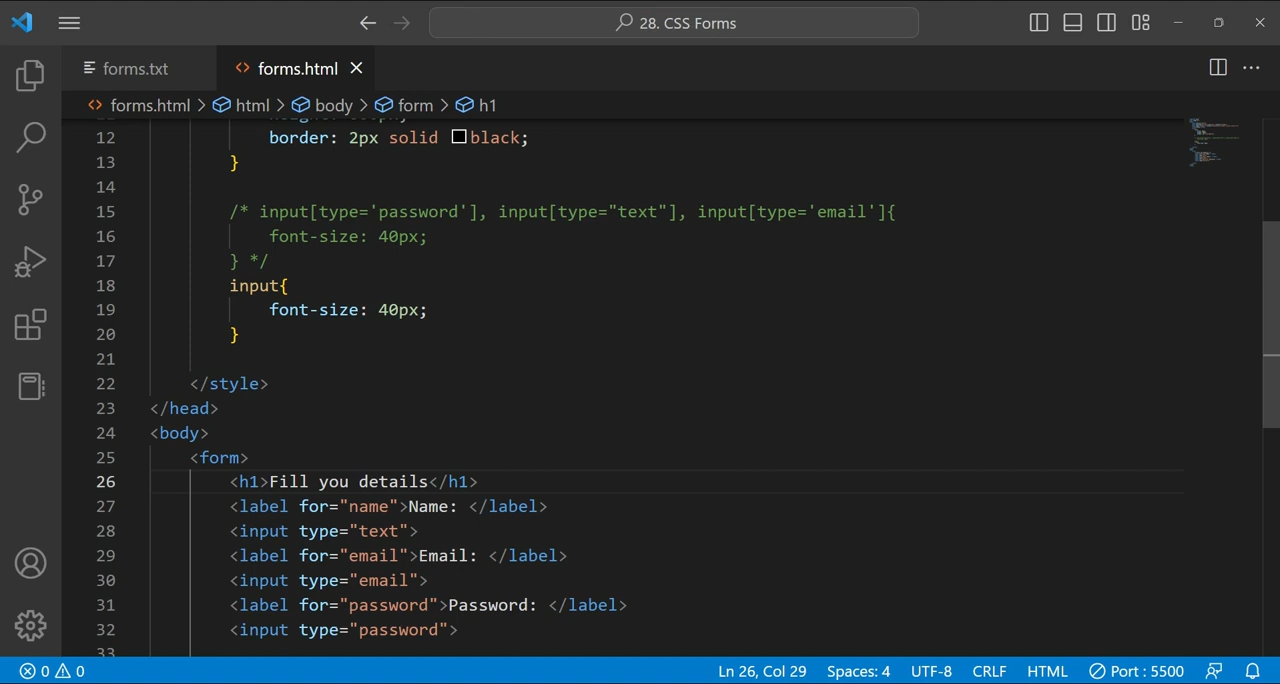 28. CSS Forms
forms.txt
forms.html
forms.html > html > body > form > h1
12 border: 2px solid black;
13 }
14
15 /* input[type='password'], input[type="text"], input[type='email']{
16 font-size: 40px;
17 } */
18 input{
19 font-size: 40px;
20 }
21
22 </style>
23 </head>
24 <body>
25 <form>
26 <h1>Fill you details</h1>
27 <label for="name">Name: </label>
28 <input type="text">
29 <label for="email">Email: </label>
30 <input type="email">
31 <label for="password">Password: </label>
32 <input type="password">
33
0 0 Ln 26, Col 29 Spaces: 4 UTF-8 CRLF HTML Port : 5500